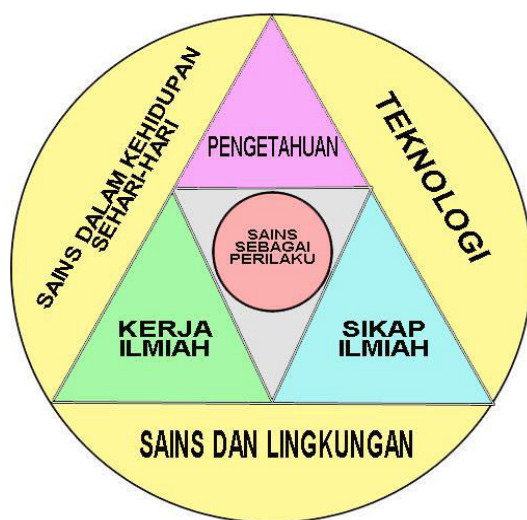 PENGETAHUAN
SAINS DALAM KEHIDUPAN
SEHARI-HARI
TEKNOLOGI
SAINS
SEBAGAI
PERILAKU
KERJA
ILMIAH
SIKAP
ILMIAH
SAINS DAN LINGKUNGAN